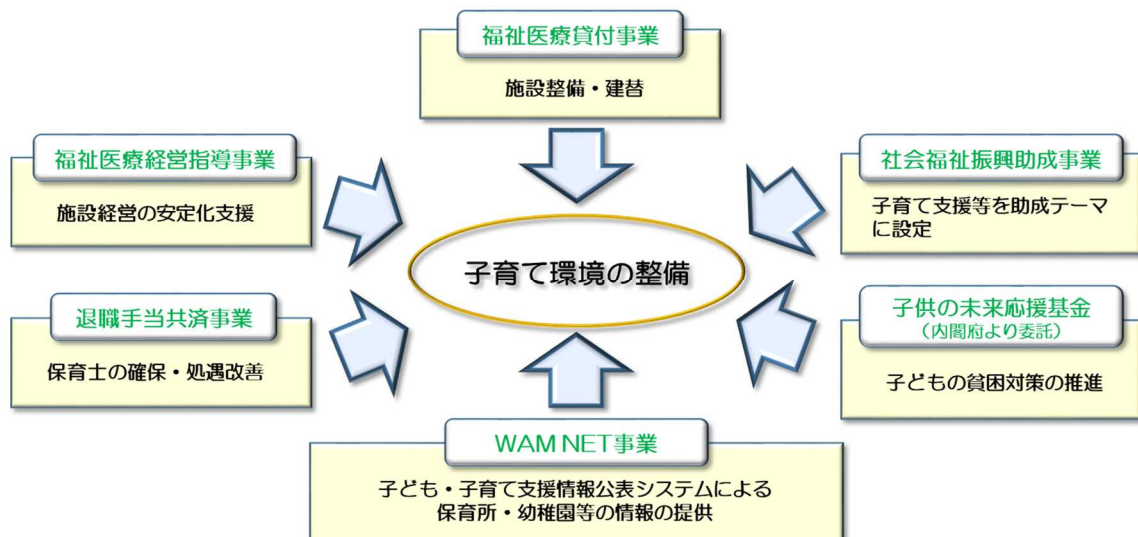 福祉医療貸付事業
施設整備・建替
福祉医療経営指導事業
施設経営の安定化支援
社会福祉振興助成事業
子育て支援等を助成テーマ
に設定
子育て環境の整備
退職手当共済事業
保育士の確保・処遇改善
子供の未来応援基金
（内閣府より委託）
子どもの貧困対策の推進
WAM NET事業
子ども・子育て支援情報公表システムによる
保育所・幼稚園等の情報の提供